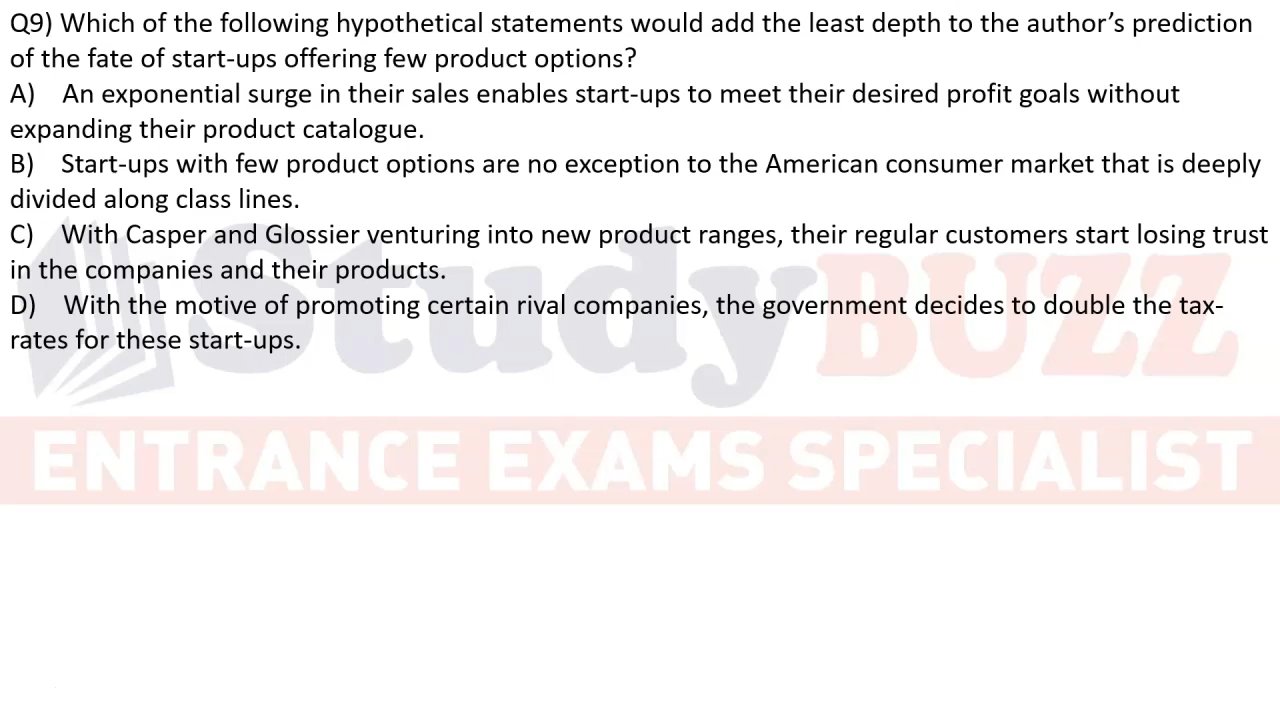 Q9) Which of the following hypothetical statements would add the least depth to the author’s prediction
of the fate of start-ups offering few product options?
A) An exponential surge in their sales enables start-ups to meet their desired profit goals without
expanding their product catalogue.
B) Start-ups with few product options are no exception to the American consumer market that is deeply
divided along class lines.
C) With Casper and Glossier venturing into new product ranges, their regular customers start losing trust
in the companies and their products.
D) With the motive of promoting certain rival companies, the government decides to double the tax-
rates for these start-ups.
StudyBUZZ
ENTRANCE EXAMS SPECIALIST